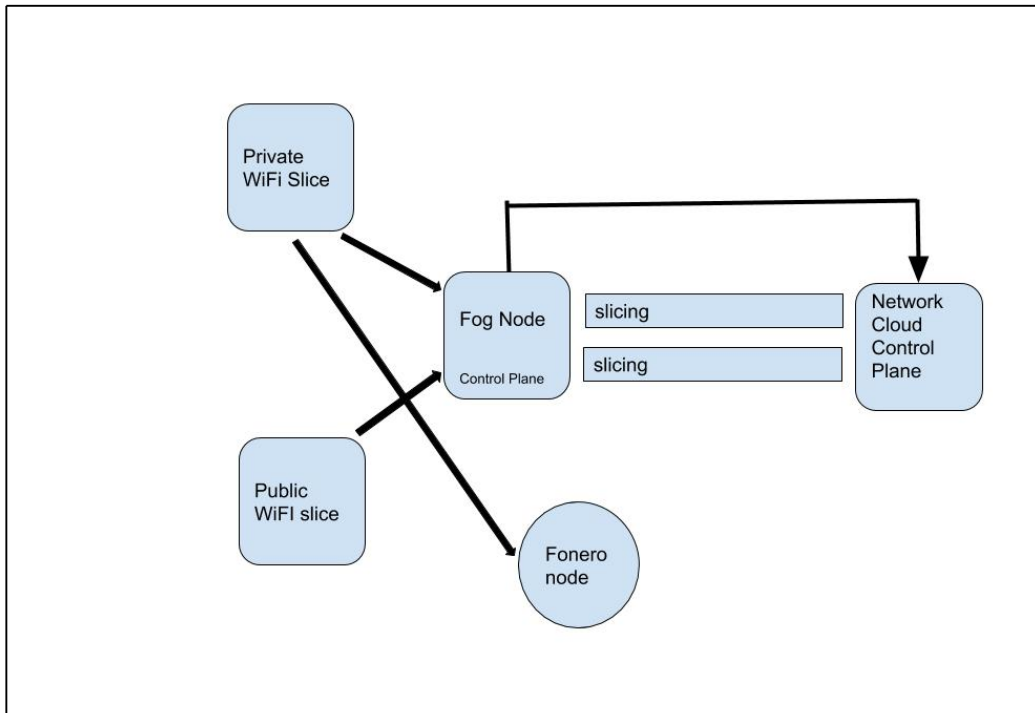 Private
WiFi Slice
Fog Node
Control Plane
slicing
slicing
Network
Cloud
Control
Plane
Public
WiFI slice
Fonero
node